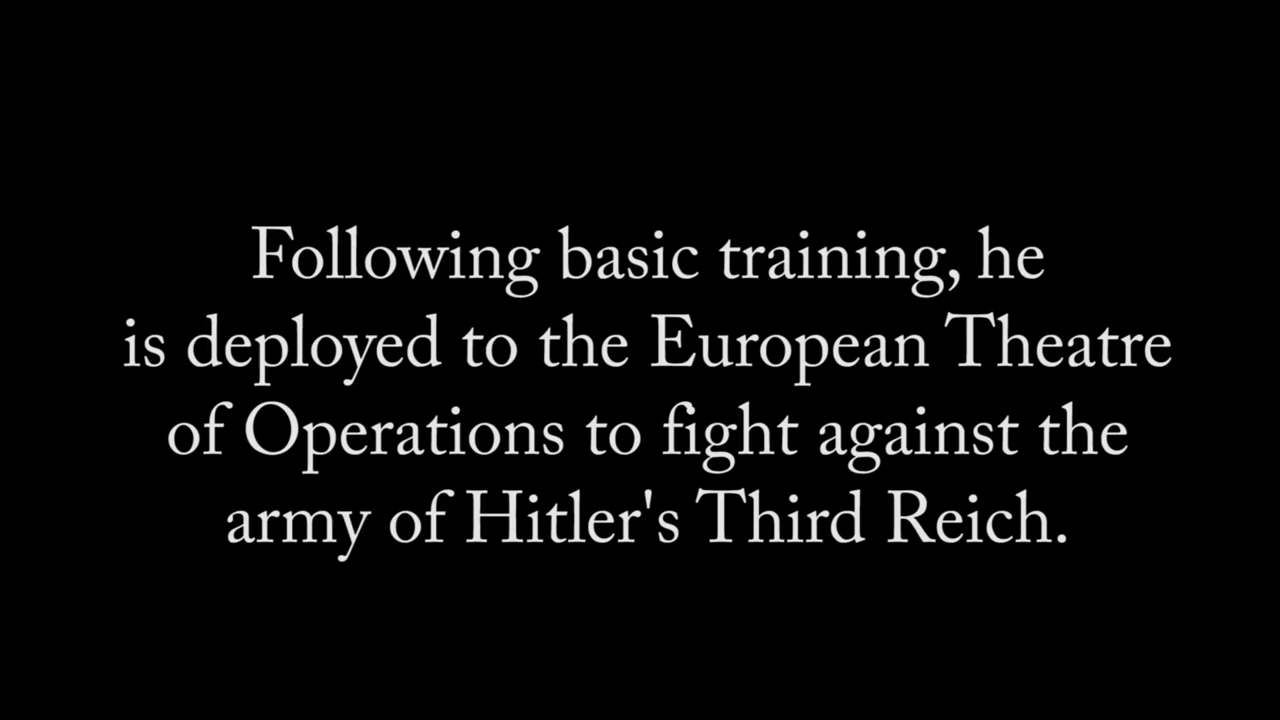 Following basic training, he
is deployed to the European Theatre
of Operations to fight against the
army of Hitler's Third Reich.